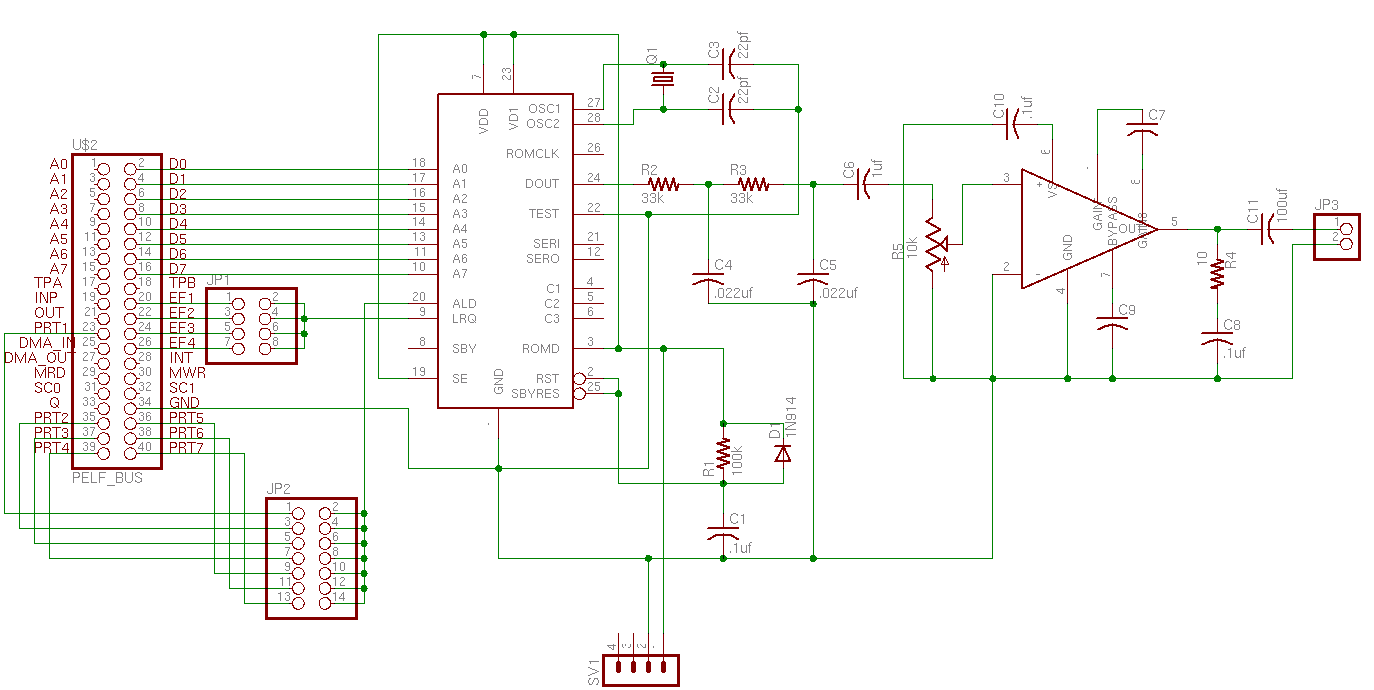 U$2
A0 1 2 D0
A1 3 4 D1
A2 5 6 D2
A3 7 8 D3
A4 9 10 D4
A5 11 12 D5
A6 13 14 D6
A7 15 16 D7
TPA 17 18 TPB
INP 19 20 EF1
OUT 21 22 EF2
PRT1 23 24 EF3
DMA_IN 25 26 EF4
DMA_OUT 27 28 INT
MRD 29 30 MWR
SC0 31 32 SC1
Q 33 34 GND
PRT2 35 36 PRT5
PRT3 37 38 PRT6
PRT4 39 40 PRT7
PELF_BUS
JP1
1 2
3 4
5 6
7 8
JP2
1 2
3 4
5 6
7 8
9 10
11 12
13 14
7 23
VDD VD1
18 A0
17 A1
16 A2
15 A3
14 A4
13 A5
11 A6
10 A7
20 ALD
9 LRQ
8 SBY
19 SE
GND
OSC1 27
OSC2 28
ROMCLK 26
DOUT 24
TEST 22
SERI 21
SERO 12
C1 4
C2 5
C3 6
ROMD 3
RST 2
SBYRES 25
Q1
C3 22pf
C2 22pf
R2
33k
R3
33k
C4
.022uf
C5
.022uf
C6 1uf
R5 10k
R1 100k
D1 1N914
C1
.1uf
SV1
4 3 2 1
C10 .1uf
C7
6
VS
3 +
2 -
GND
4
GAIN
BYPASS
7
OUT 5
GAIN8
8
C9
10 R4
C8
.1uf
C11 100uf
JP3
1
2